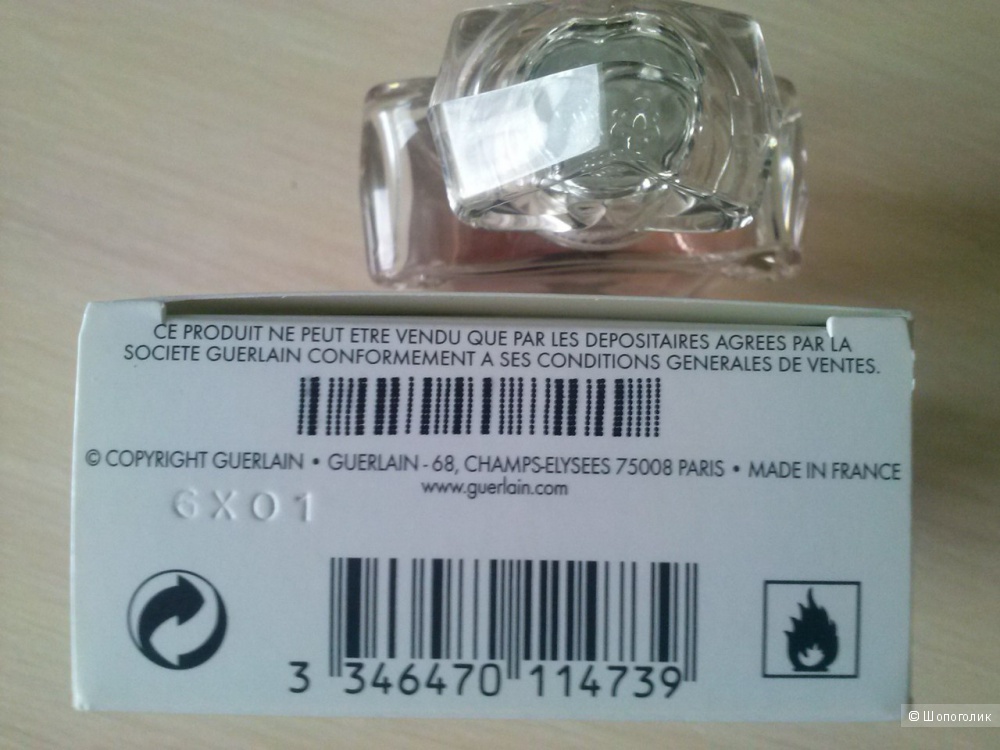 CE PRODUIT NE PEUT ETRE VENDU QUE PAR LES DEPOSITAIRES AGREES PAR LA
SOCIETE GUERLAIN CONFORMEMENT A SES CONDITIONS GENERALES DE VENTES.
© COPYRIGHT GUERLAIN • GUERLAIN - 68, CHAMPS-ELYSEES 75008 PARIS • MADE IN FRANCE
www.guerlain.com
6X01
3 346470 114739
© Шопоголик